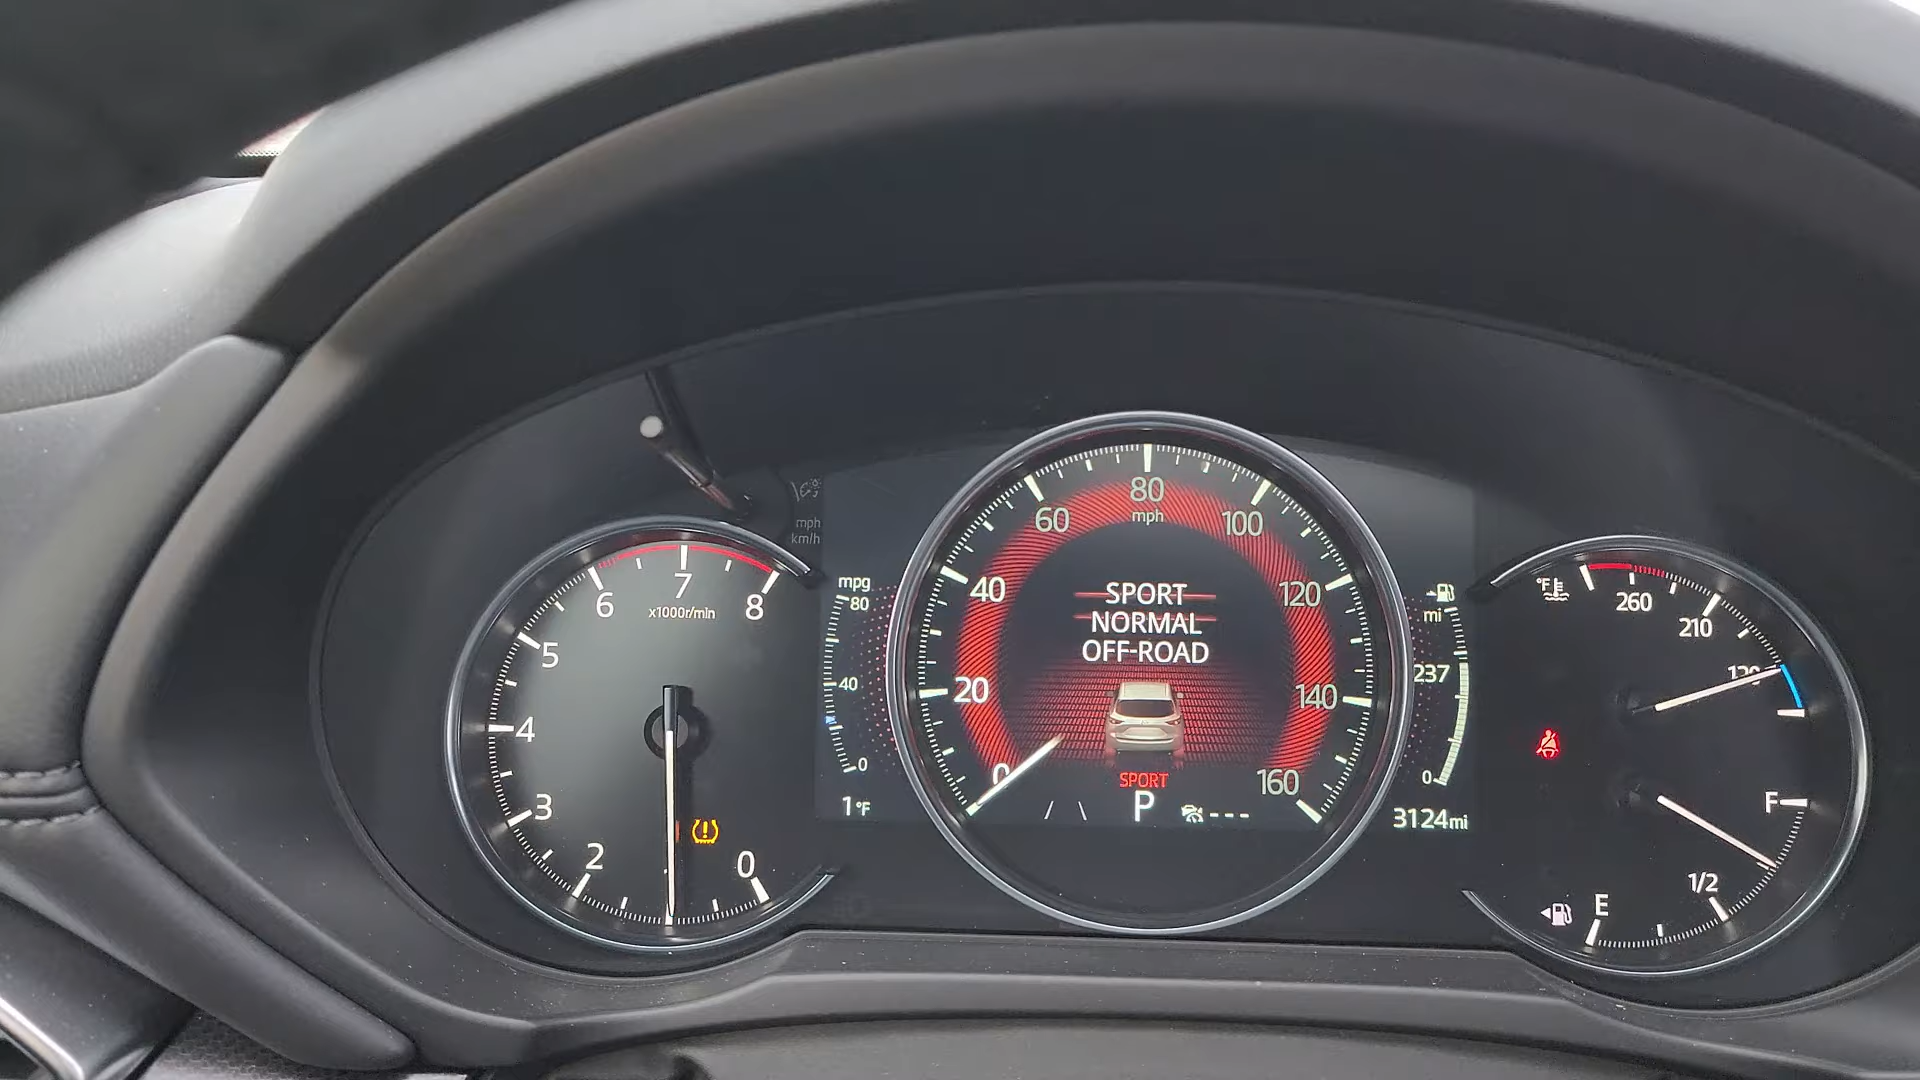 mph
km/h
6
7
8
x1000r/min
5
4
3
2
0
mpg
80
40
0
1°F
80
mph
60
100
40
120
20
140
0
160
SPORT
NORMAL
OFF-ROAD
SPORT
P
---
mi
237
0
3124mi
°F
260
210
F
1/2
E